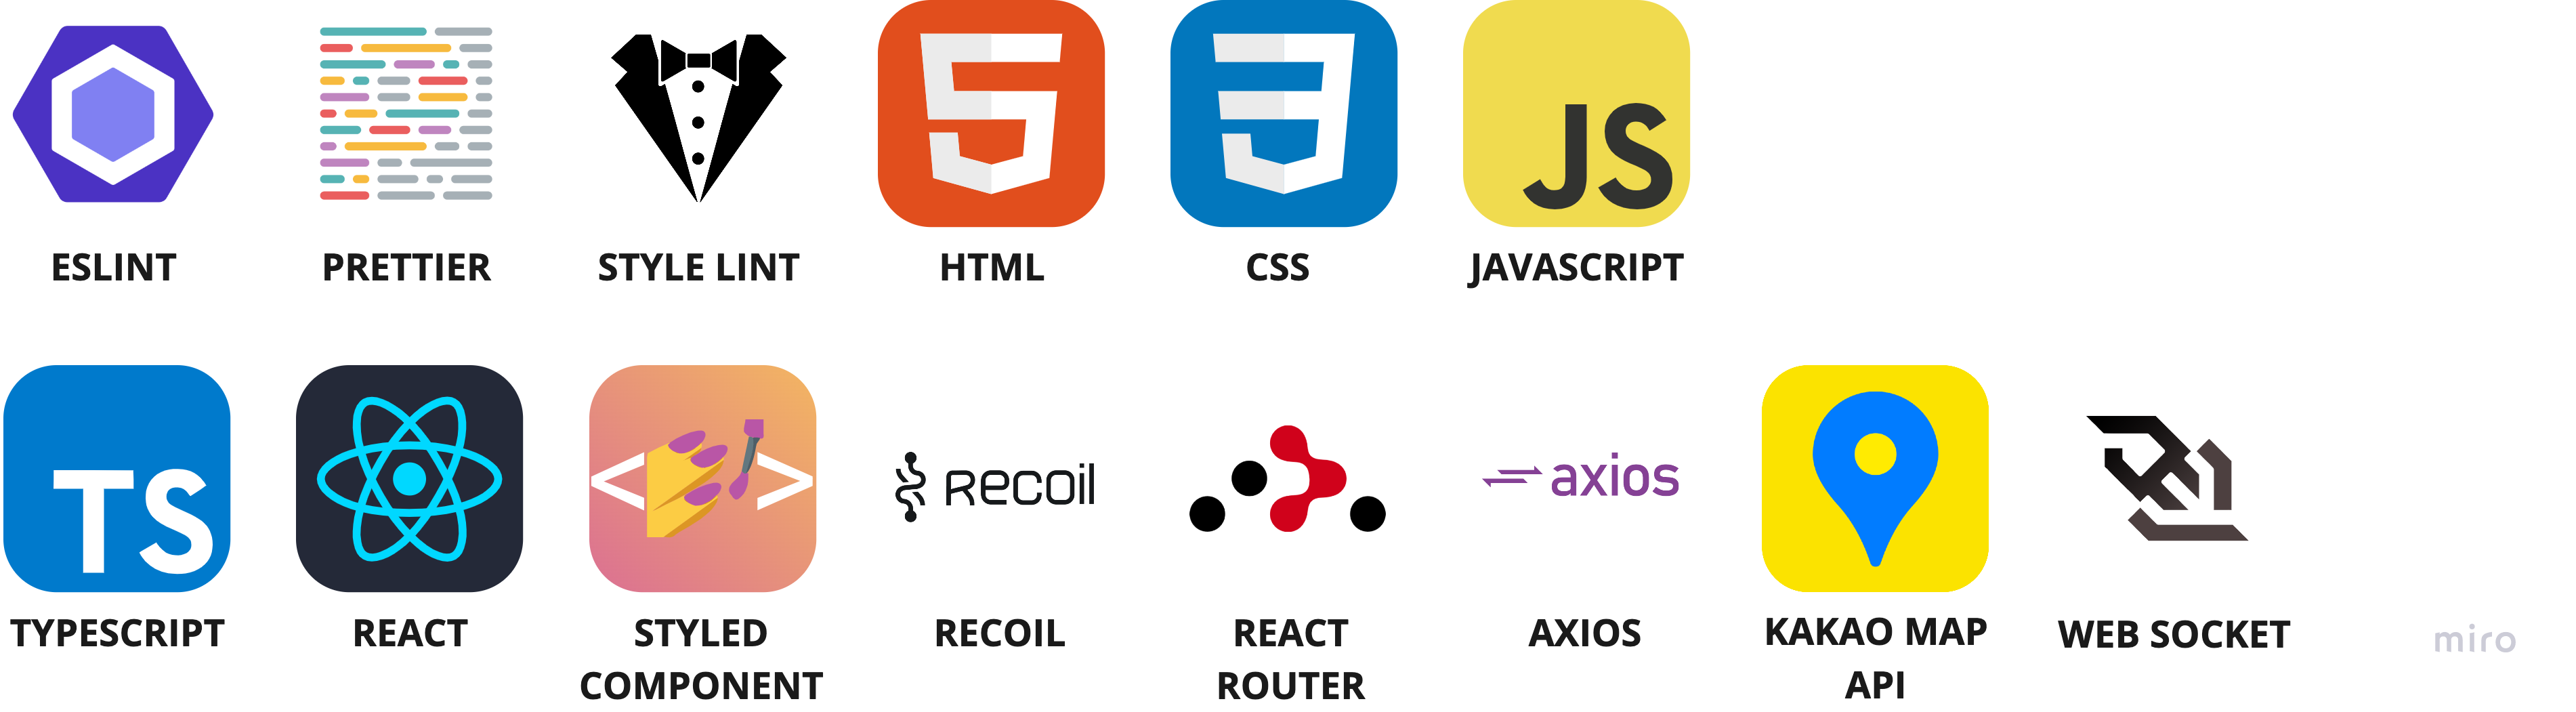 JS
ESLINT PRETTIER STYLE LINT HTML CSS JAVASCRIPT
TS
Recoil
axios
TYPESCRIPT REACT STYLED COMPONENT RECOIL REACT ROUTER AXIOS KAKAO MAP API WEB SOCKET
miro